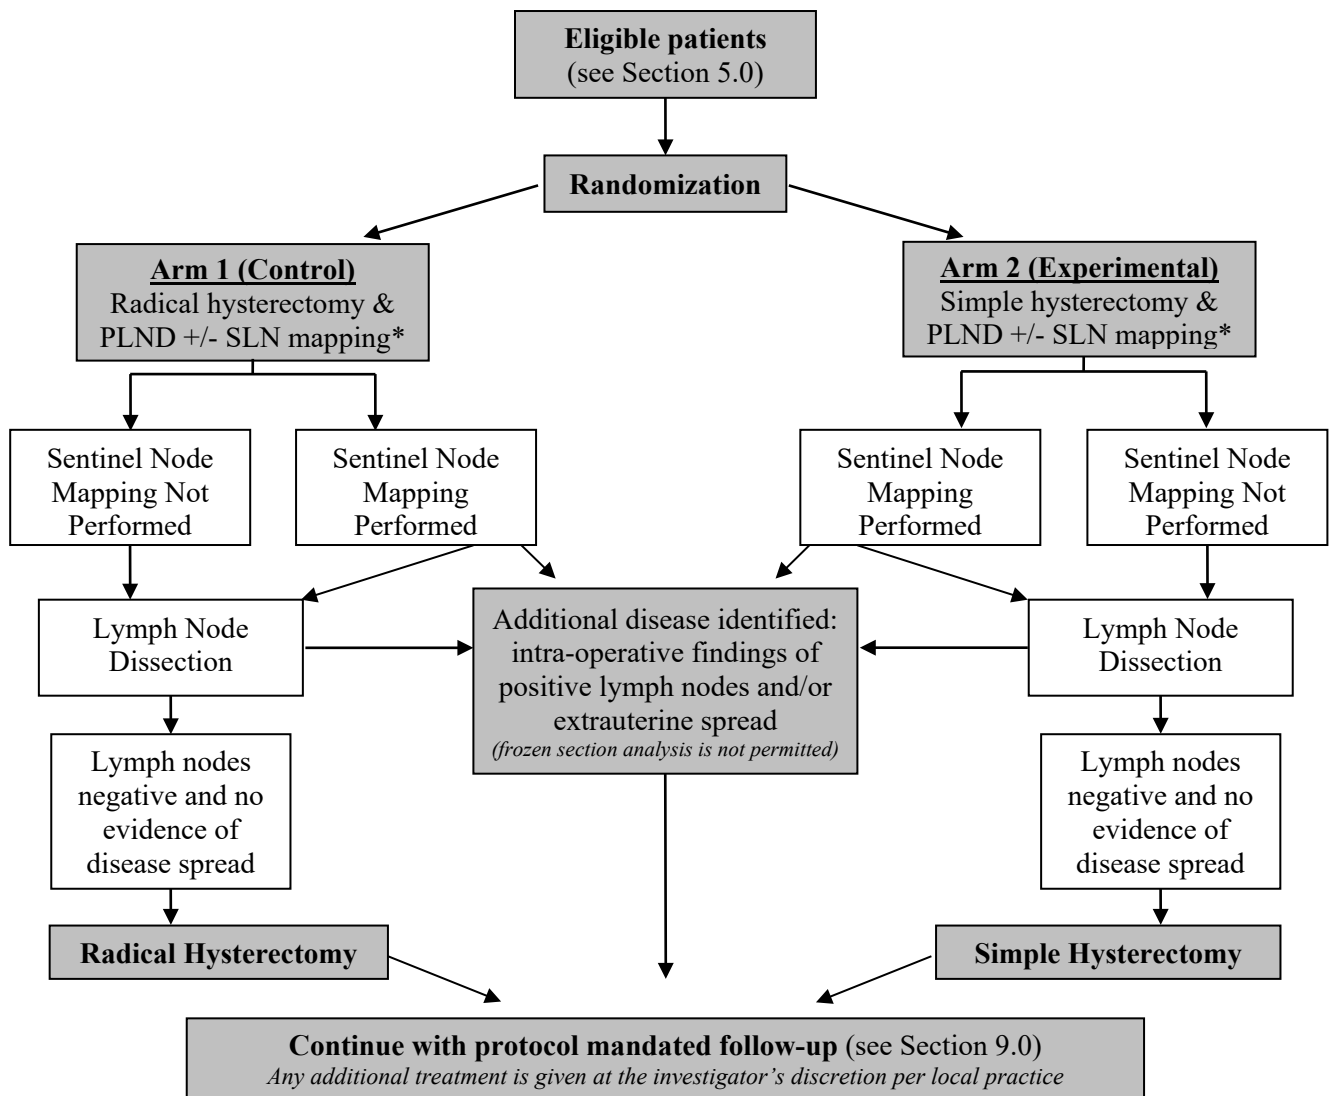 Eligible patients
(see Section 5.0)
Randomization
Arm 1 (Control)
Radical hysterectomy &
PLND +/- SLN mapping*
Arm 2 (Experimental)
Simple hysterectomy &
PLND +/- SLN mapping*
Sentinel Node
Mapping Not
Performed
Sentinel Node
Mapping
Performed
Sentinel Node
Mapping
Performed
Sentinel Node
Mapping Not
Performed
Lymph Node
Dissection
Additional disease identified:
intra-operative findings of
positive lymph nodes and/or
extrauterine spread
(frozen section analysis is not permitted)
Lymph Node
Dissection
Lymph nodes
negative and no
evidence of
disease spread
Lymph nodes
negative and no
evidence of
disease spread
Radical Hysterectomy
Simple Hysterectomy
Continue with protocol mandated follow-up (see Section 9.0)
Any additional treatment is given at the investigator’s discretion per local practice